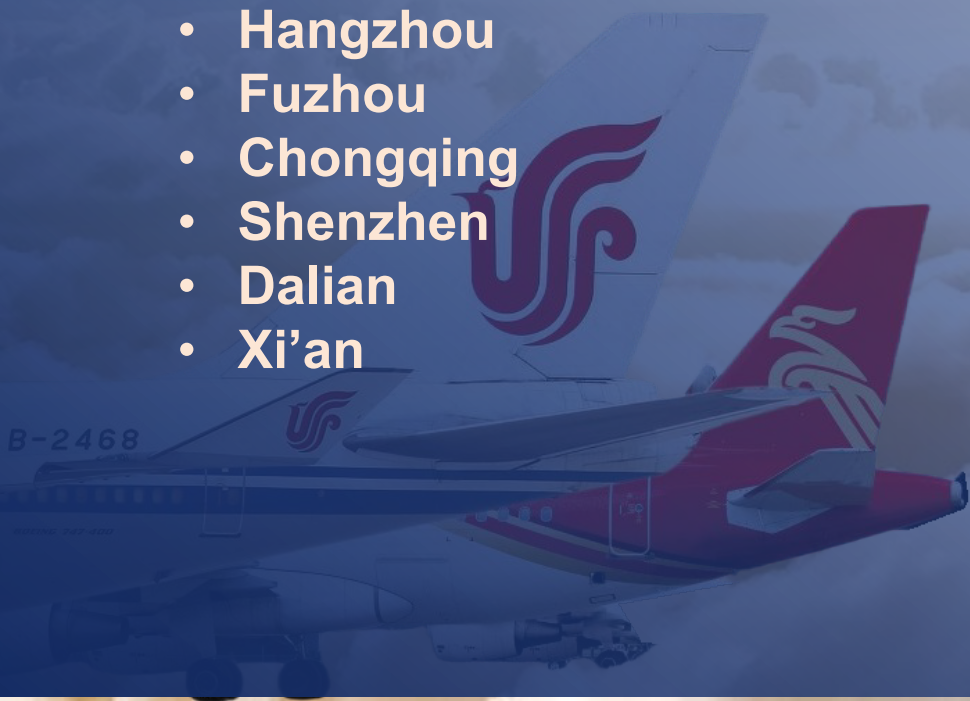 • Hangzhou
• Fuzhou
• Chongqing
• Shenzhen
• Dalian
• Xi’an
B-2468